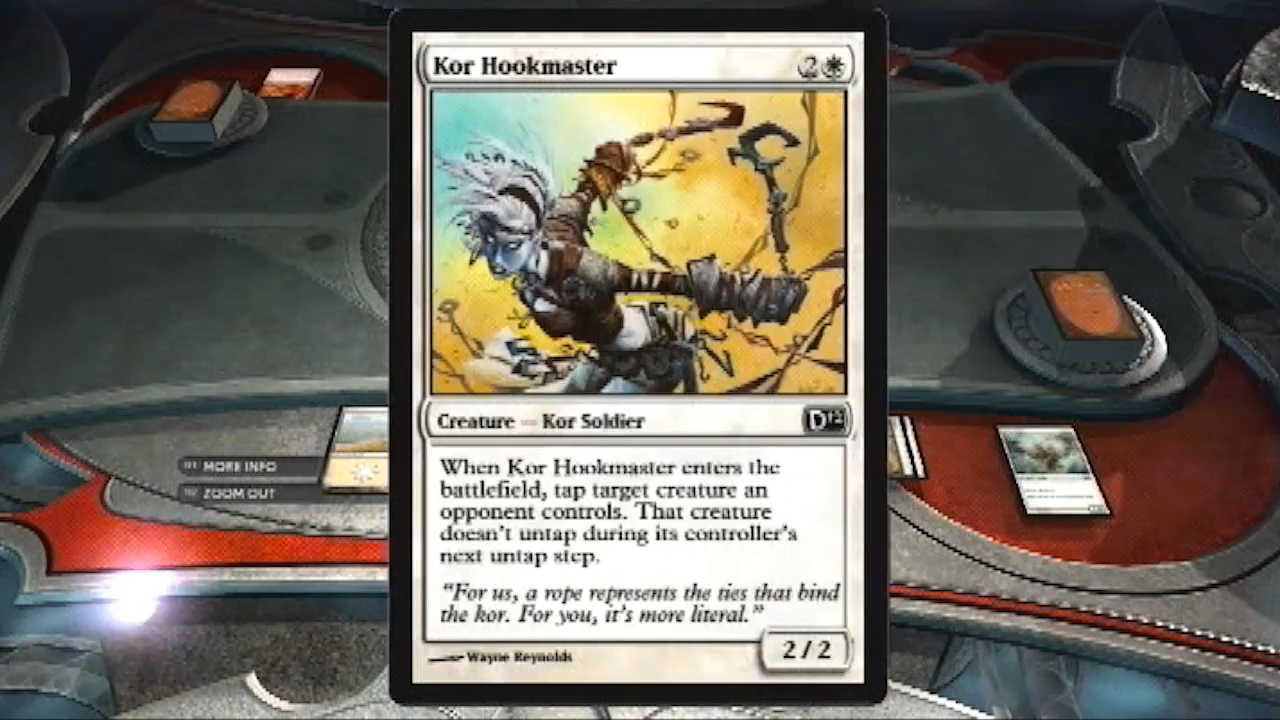 Kor Hookmaster 2
Creature — Kor Soldier
D12
When Kor Hookmaster enters the
battlefield, tap target creature an
opponent controls. That creature
doesn't untap during its controller's
next untap step.
"For us, a rope represents the ties that bind
the kor. For you, it's more literal."
2/2
Wayne Reynolds
MORE INFO
ZOOM OUT